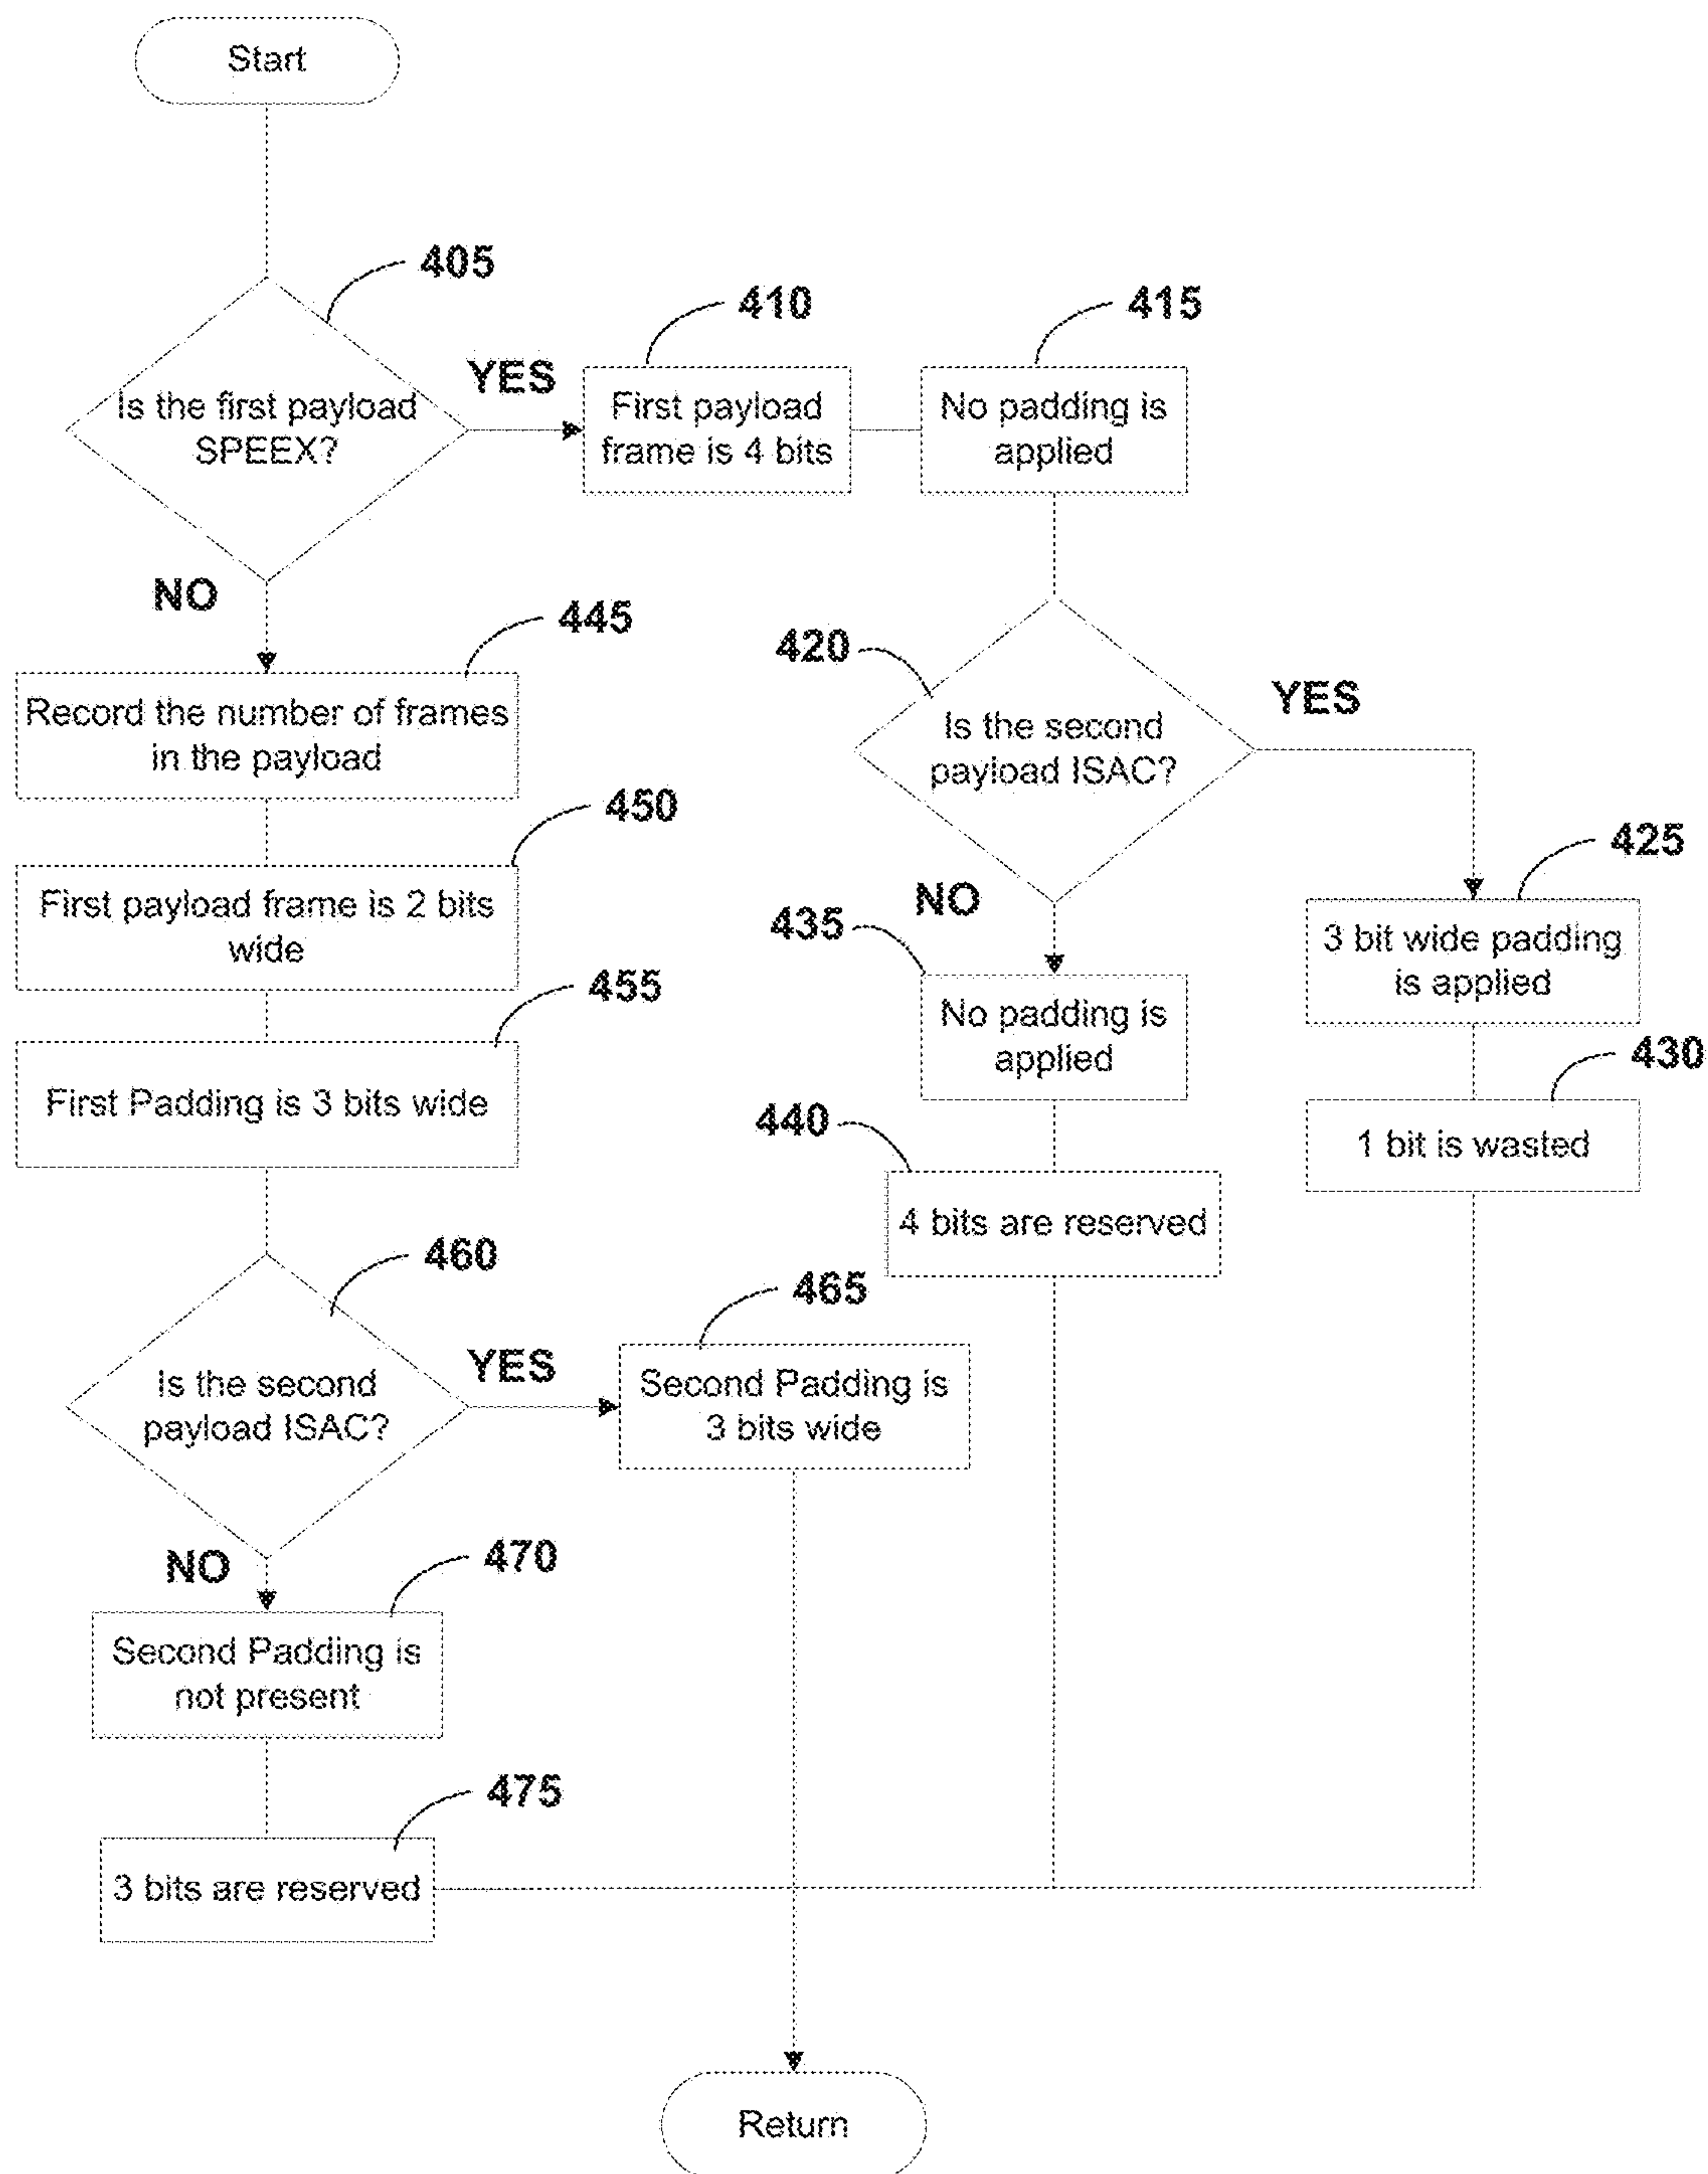 Start
405
Is the first payload
SPEEX?
YES
410
First payload
frame is 4 bits
415
No padding is
applied
NO
445
Record the number of frames
in the payload
420
Is the second
payload ISAC?
YES
450
First payload frame is 2 bits
wide
425
3 bit wide padding
is applied
NO
435
No padding is
applied
455
First Padding is 3 bits wide
430
1 bit is wasted
440
4 bits are reserved
460
Is the second
payload ISAC?
YES
465
Second Padding is
3 bits wide
NO
470
Second Padding is
not present
475
3 bits are reserved
Return